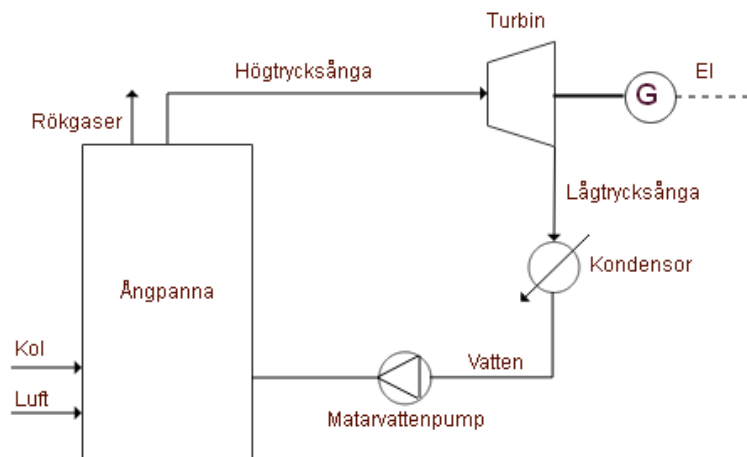 Turbin
Högtrycksånga
El
G
Rökgaser
Lågtrycksånga
Kondensor
Ångpanna
Kol
Vatten
Luft
Matarvattenpump